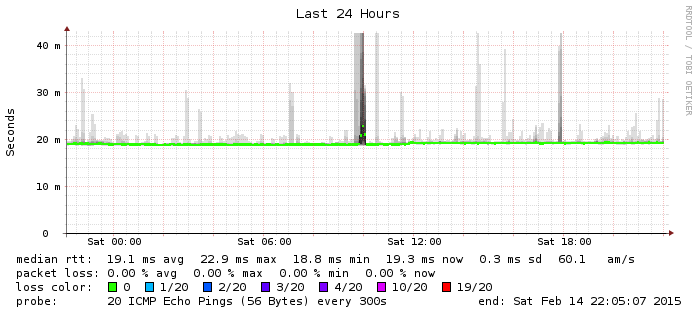 Last 24 Hours
RRDTOOL / TOBI OETIKER
Seconds
40 m
30 m
20 m
10 m
0
Sat 00:00 Sat 06:00 Sat 12:00 Sat 18:00
median rtt: 19.1 ms avg 22.9 ms max 18.8 ms min 19.3 ms now 0.3 ms sd 60.1 am/s
packet loss: 0.00 % avg 0.00 % max 0.00 % min 0.00 % now
loss color: 0 1/20 2/20 3/20 4/20 10/20 19/20
probe: 20 ICMP Echo Pings (56 Bytes) every 300s end: Sat Feb 14 22:05:07 2015